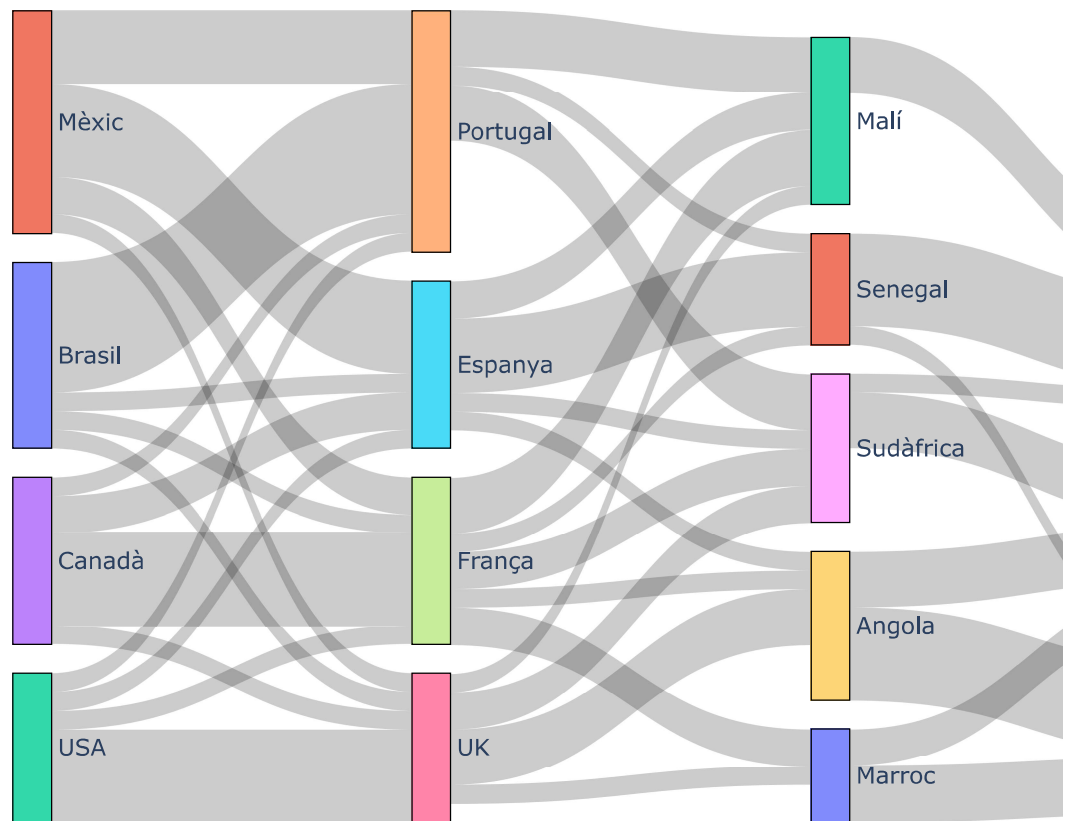 Mèxic
Brasil
Canadà
USA
Portugal
Espanya
França
UK
Malí
Senegal
Sudàfrica
Angola
Marroc